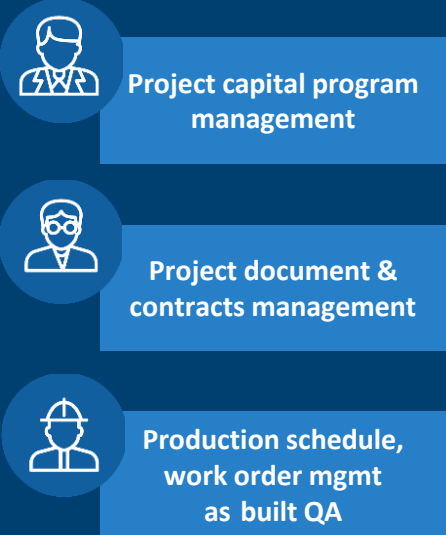 Project capital program
management
Project document &
contracts management
Production schedule,
work order mgmt
as built QA